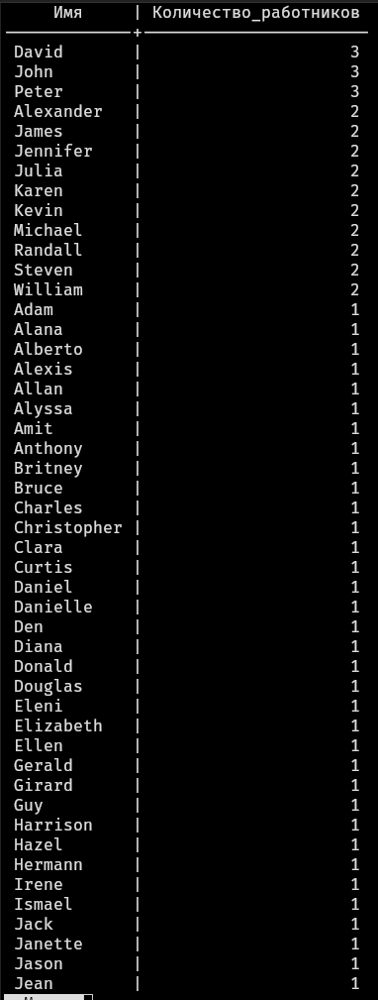 Имя | Количество_работников
David | 3
John | 3
Peter | 3
Alexander | 2
James | 2
Jennifer | 2
Julia | 2
Karen | 2
Kevin | 2
Michael | 2
Randall | 2
Steven | 2
William | 2
Adam | 1
Alana | 1
Alberto | 1
Alexis | 1
Allan | 1
Alyssa | 1
Amit | 1
Anthony | 1
Britney | 1
Bruce | 1
Charles | 1
Christopher | 1
Clara | 1
Curtis | 1
Daniel | 1
Danielle | 1
Den | 1
Diana | 1
Donald | 1
Douglas | 1
Eleni | 1
Elizabeth | 1
Ellen | 1
Gerald | 1
Girard | 1
Guy | 1
Harrison | 1
Hazel | 1
Hermann | 1
Irene | 1
Ismael | 1
Jack | 1
Janette | 1
Jason | 1
Jean | 1